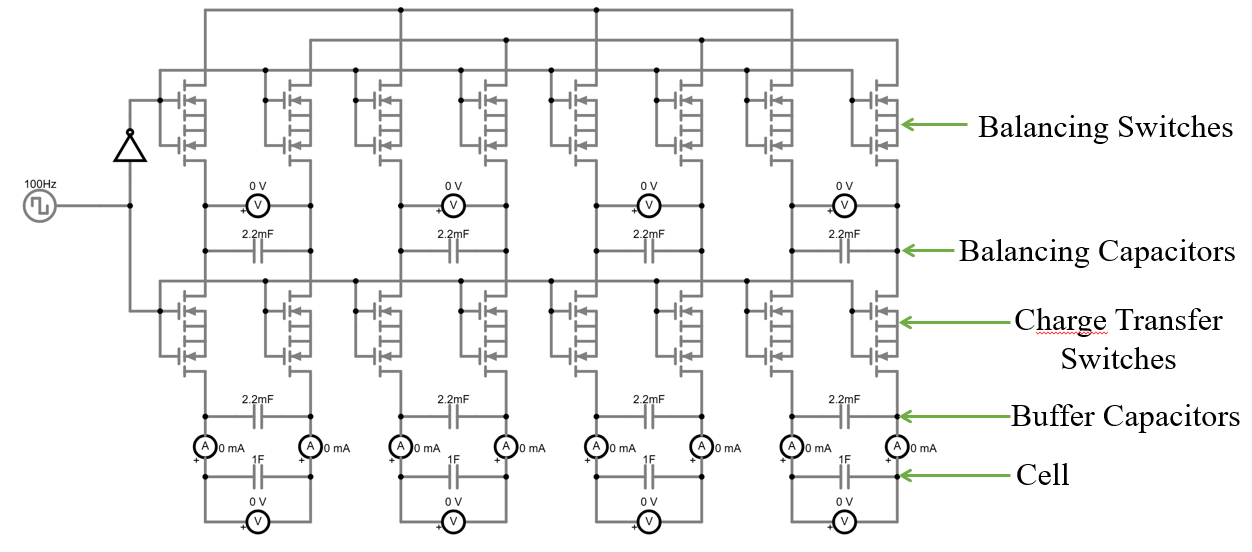 Balancing Switches
100Hz
0 V 0 V 0 V 0 V
V V V V
+ + + +
2.2mF 2.2mF 2.2mF 2.2mF
Balancing Capacitors
Charge Transfer
Switches
2.2mF 2.2mF 2.2mF 2.2mF
Buffer Capacitors
A 0 mA A 0 mA A 0 mA A 0 mA A 0 mA A 0 mA A 0 mA A 0 mA
+ + + + + + + +
1F 1F 1F 1F
Cell
0 V 0 V 0 V 0 V
V V V V
+ + + +